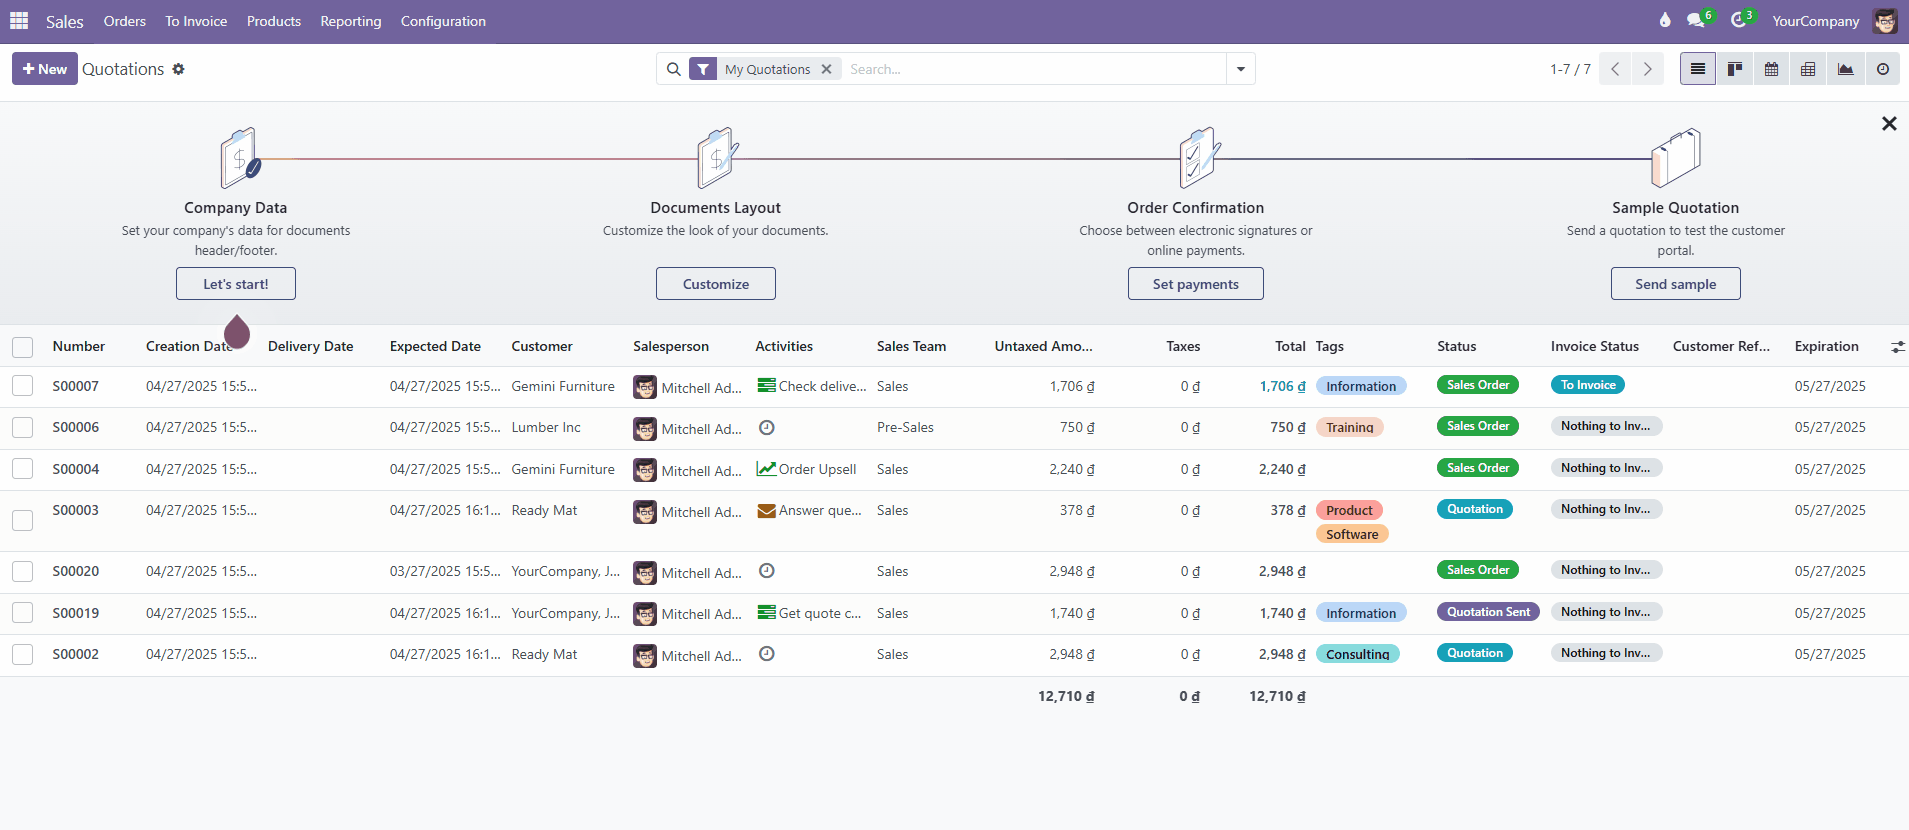 Sales Orders To Invoice Products Reporting Configuration 6 3 YourCompany
New Quotations My Quotations Search... 1-7 / 7
Company Data Documents Layout Order Confirmation Sample Quotation
Set your company's data for documents header/footer.
Customize the look of your documents.
Choose between electronic signatures or online payments.
Send a quotation to test the customer portal.
Let's start! Customize Set payments Send sample
Number Creation Date Delivery Date Expected Date Customer Salesperson Activities Sales Team Untaxed Amo... Taxes Total Tags Status Invoice Status Customer Ref... Expiration
S00007 04/27/2025 15:5... 04/27/2025 15:5... Gemini Furniture Mitchell Ad... Check delive... Sales 1,706 ₫ 0 ₫ 1,706 ₫ Information Sales Order To Invoice 05/27/2025
S00006 04/27/2025 15:5... 04/27/2025 15:5... Lumber Inc Mitchell Ad... Pre-Sales 750 ₫ 0 ₫ 750 ₫ Training Sales Order Nothing to Inv... 05/27/2025
S00004 04/27/2025 15:5... 04/27/2025 15:5... Gemini Furniture Mitchell Ad... Order Upsell Sales 2,240 ₫ 0 ₫ 2,240 ₫ Sales Order Nothing to Inv... 05/27/2025
S00003 04/27/2025 15:5... 04/27/2025 16:1... Ready Mat Mitchell Ad... Answer que... Sales 378 ₫ 0 ₫ 378 ₫ Product Quotation Nothing to Inv... 05/27/2025
Software
S00020 04/27/2025 15:5... 03/27/2025 15:5... YourCompany, J... Mitchell Ad... Sales 2,948 ₫ 0 ₫ 2,948 ₫ Sales Order Nothing to Inv... 05/27/2025
S00019 04/27/2025 15:5... 04/27/2025 16:1... YourCompany, J... Mitchell Ad... Get quote c... Sales 1,740 ₫ 0 ₫ 1,740 ₫ Information Quotation Sent Nothing to Inv... 05/27/2025
S00002 04/27/2025 15:5... 04/27/2025 16:1... Ready Mat Mitchell Ad... Sales 2,948 ₫ 0 ₫ 2,948 ₫ Consulting Quotation Nothing to Inv... 05/27/2025
12,710 ₫ 0 ₫ 12,710 ₫